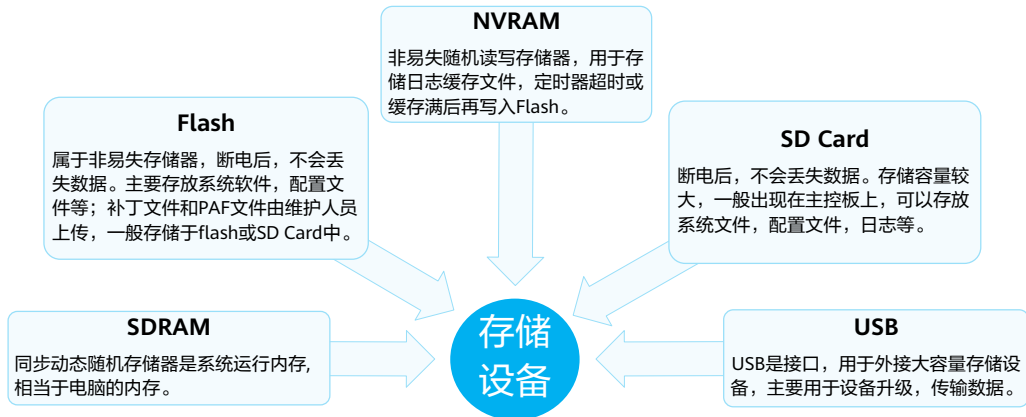 NVRAM
非易失随机读写存储器，用于存
储日志缓存文件，定时器超时或
缓存满后再写入Flash。
Flash
属于非易失存储器，断电后，不会丢
失数据。主要存放系统软件，配置文
件等；补丁文件和PAF文件由维护人员
上传，一般存储于flash或SD Card中。
SD Card
断电后，不会丢失数据。存储容量较
大，一般出现在主控板上，可以存放
系统文件，配置文件，日志等。
SDRAM
同步动态随机存储器是系统运行内存,
相当于电脑的内存。
存储
设备
USB
USB是接口，用于外接大容量存储设
备，主要用于设备升级，传输数据。